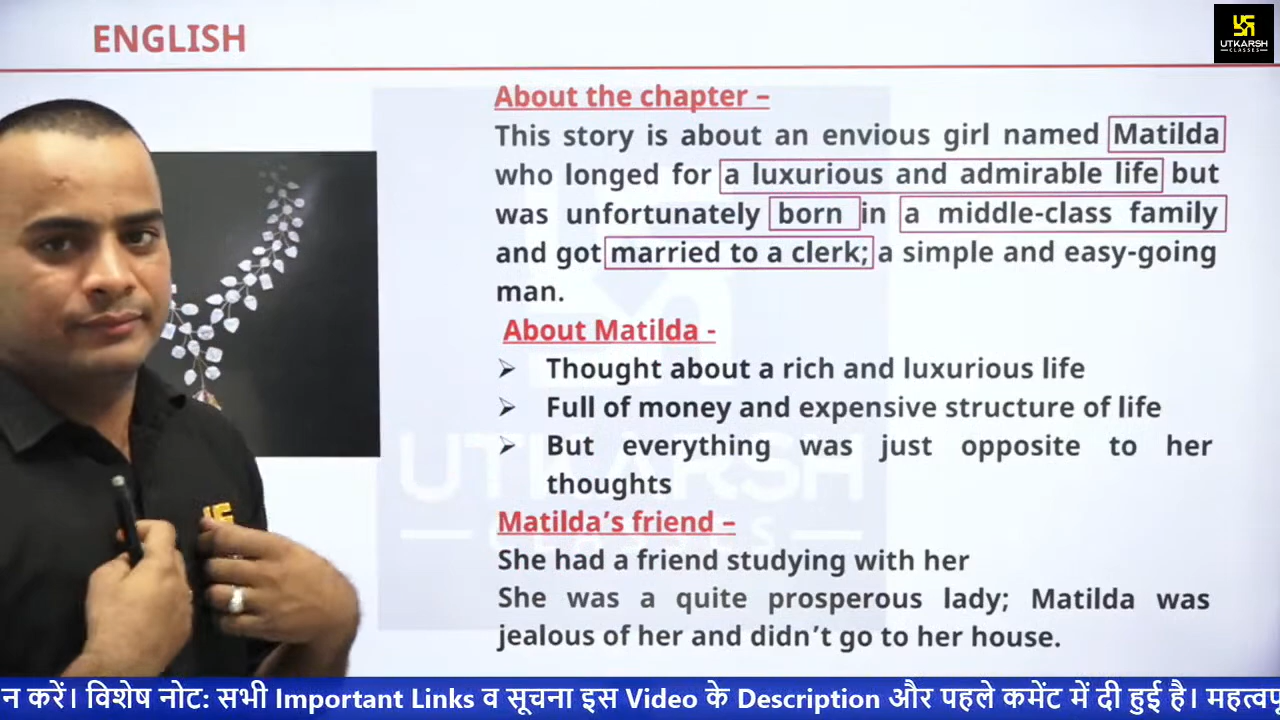 ENGLISH
UTKARSH
CLASSES
About the chapter –
This story is about an envious girl named Matilda
who longed for a luxurious and admirable life but
was unfortunately born in a middle-class family
and got married to a clerk; a simple and easy-going
man.
About Matilda -
Thought about a rich and luxurious life
Full of money and expensive structure of life
But everything was just opposite to her
thoughts
Matilda’s friend –
She had a friend studying with her
She was a quite prosperous lady; Matilda was
jealous of her and didn’t go to her house.
UTKARSH
CLASSES
न करें। विशेष नोट: सभी Important Links व सूचना इस Video के Description और पहले कमेंट में दी हुई है।